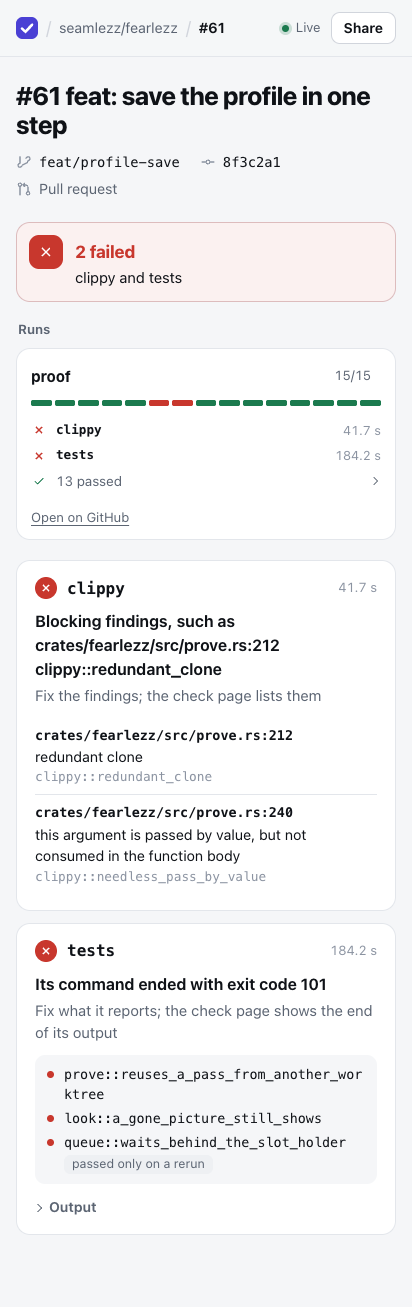 / seamlezz/fearlezz / #61
Live
Share
#61 feat: save the profile in one
step
feat/profile-save
8f3c2a1
Pull request
2 failed
clippy and tests
Runs
proof
15/15
clippy
41.7 s
tests
184.2 s
13 passed
Open on GitHub
clippy
41.7 s
Blocking findings, such as
crates/fearlezz/src/prove.rs:212
clippy::redundant_clone
Fix the findings; the check page lists them
crates/fearlezz/src/prove.rs:212
redundant clone
clippy::redundant_clone
crates/fearlezz/src/prove.rs:240
this argument is passed by value, but not
consumed in the function body
clippy::needless_pass_by_value
tests
184.2 s
Its command ended with exit code 101
Fix what it reports; the check page shows the end
of its output
prove::reuses_a_pass_from_another_wor
ktree
look::a_gone_picture_still_shows
queue::waits_behind_the_slot_holder
passed only on a rerun
Output